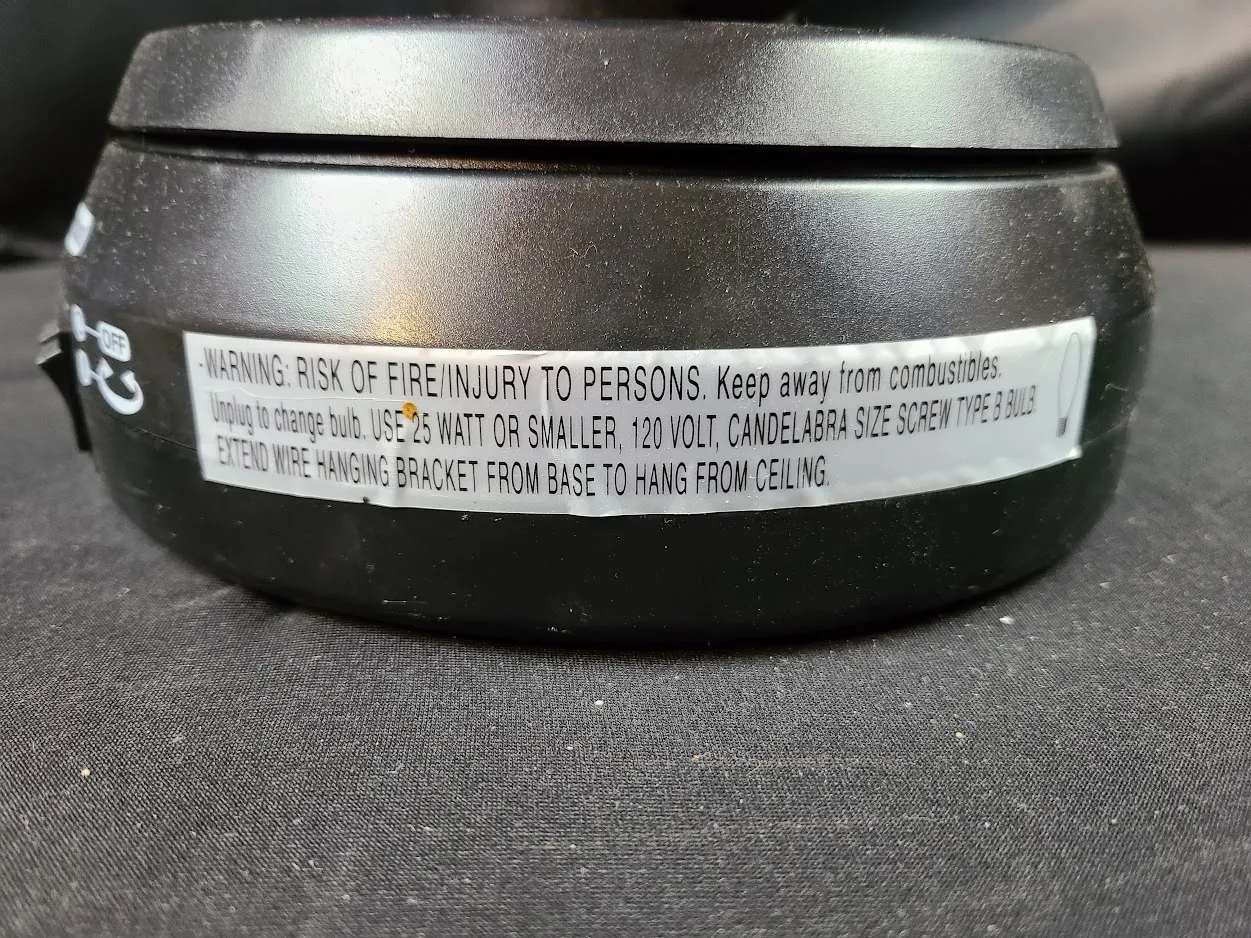 OFF
-WARNING: RISK OF FIRE/INJURY TO PERSONS. Keep away from combustibles.
Unplug to change bulb. USE 25 WATT OR SMALLER, 120 VOLT, CANDELABRA SIZE SCREW TYPE B BULB.
EXTEND WIRE HANGING BRACKET FROM BASE TO HANG FROM CEILING.